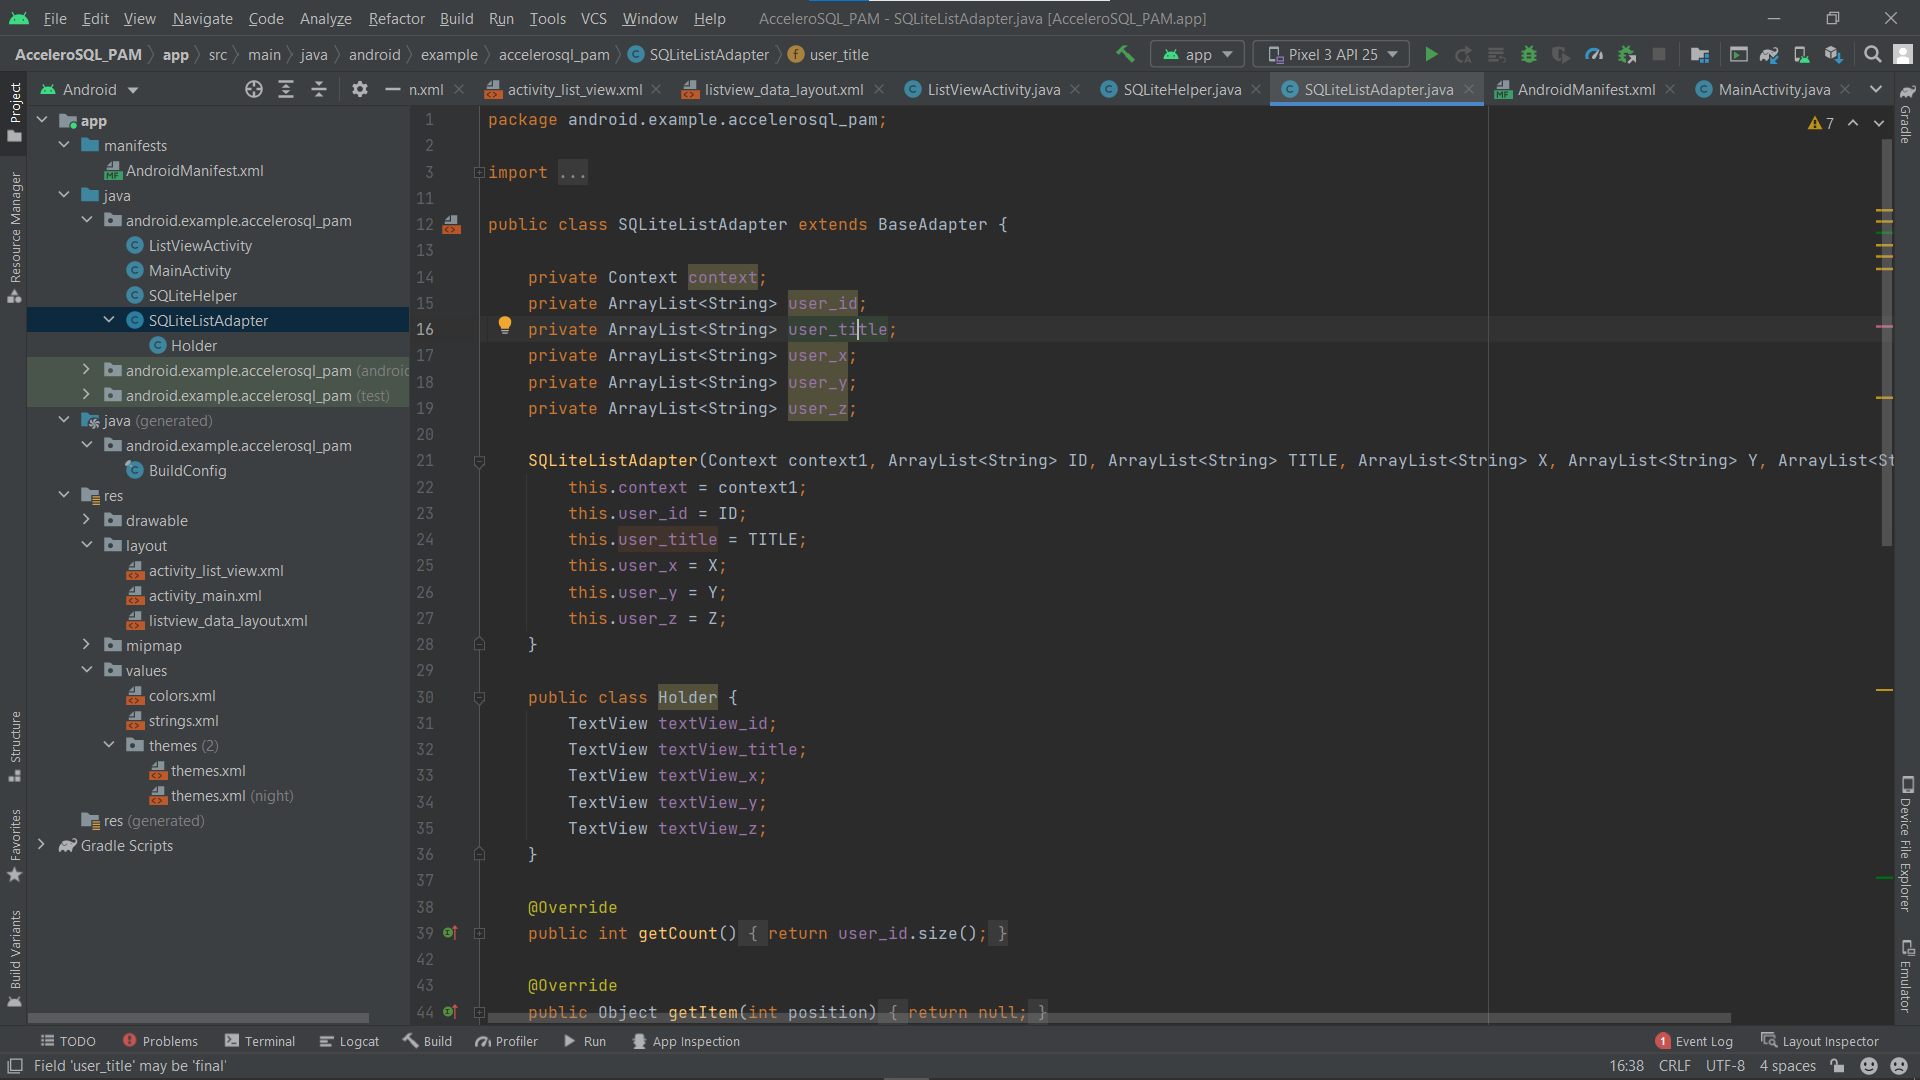 File Edit View Navigate Code Analyze Refactor Build Run Tools VCS Window Help AcceleroSQL_PAM - SQLiteListAdapter.java [AcceleroSQL_PAM.app]
AcceleroSQL_PAM app src main java android example accelerosql_pam SQLiteListAdapter user_title app Pixel 3 API 25
Android n.xml activity_list_view.xml listview_data_layout.xml ListViewActivity.java SQLiteHelper.java SQLiteListAdapter.java AndroidManifest.xml MainActivity.java
Project
Resource Manager
Structure
Favorites
Build Variants
app
manifests
AndroidManifest.xml
java
android.example.accelerosql_pam
ListViewActivity
MainActivity
SQLiteHelper
SQLiteListAdapter
Holder
android.example.accelerosql_pam (androi
android.example.accelerosql_pam (test)
java (generated)
android.example.accelerosql_pam
BuildConfig
res
drawable
layout
activity_list_view.xml
activity_main.xml
listview_data_layout.xml
mipmap
values
colors.xml
strings.xml
themes (2)
themes.xml
themes.xml (night)
res (generated)
Gradle Scripts
7
1 package android.example.accelerosql_pam;
2
3 import ...
11
12 public class SQLiteListAdapter extends BaseAdapter {
13
14 private Context context;
15 private ArrayList<String> user_id;
16 private ArrayList<String> user_title;
17 private ArrayList<String> user_x;
18 private ArrayList<String> user_y;
19 private ArrayList<String> user_z;
20
21 SQLiteListAdapter(Context context1, ArrayList<String> ID, ArrayList<String> TITLE, ArrayList<String> X, ArrayList<String> Y, ArrayList<St
22 this.context = context1;
23 this.user_id = ID;
24 this.user_title = TITLE;
25 this.user_x = X;
26 this.user_y = Y;
27 this.user_z = Z;
28 }
29
30 public class Holder {
31 TextView textView_id;
32 TextView textView_title;
33 TextView textView_x;
34 TextView textView_y;
35 TextView textView_z;
36 }
37
38 @Override
39 public int getCount() { return user_id.size(); }
42
43 @Override
44 public Object getItem(int position) { return null; }
Gradle
Device File Explorer
Emulator
TODO Problems Terminal Logcat Build Profiler Run App Inspection 1 Event Log Layout Inspector
Field 'user_title' may be 'final' 16:38 CRLF UTF-8 4 spaces